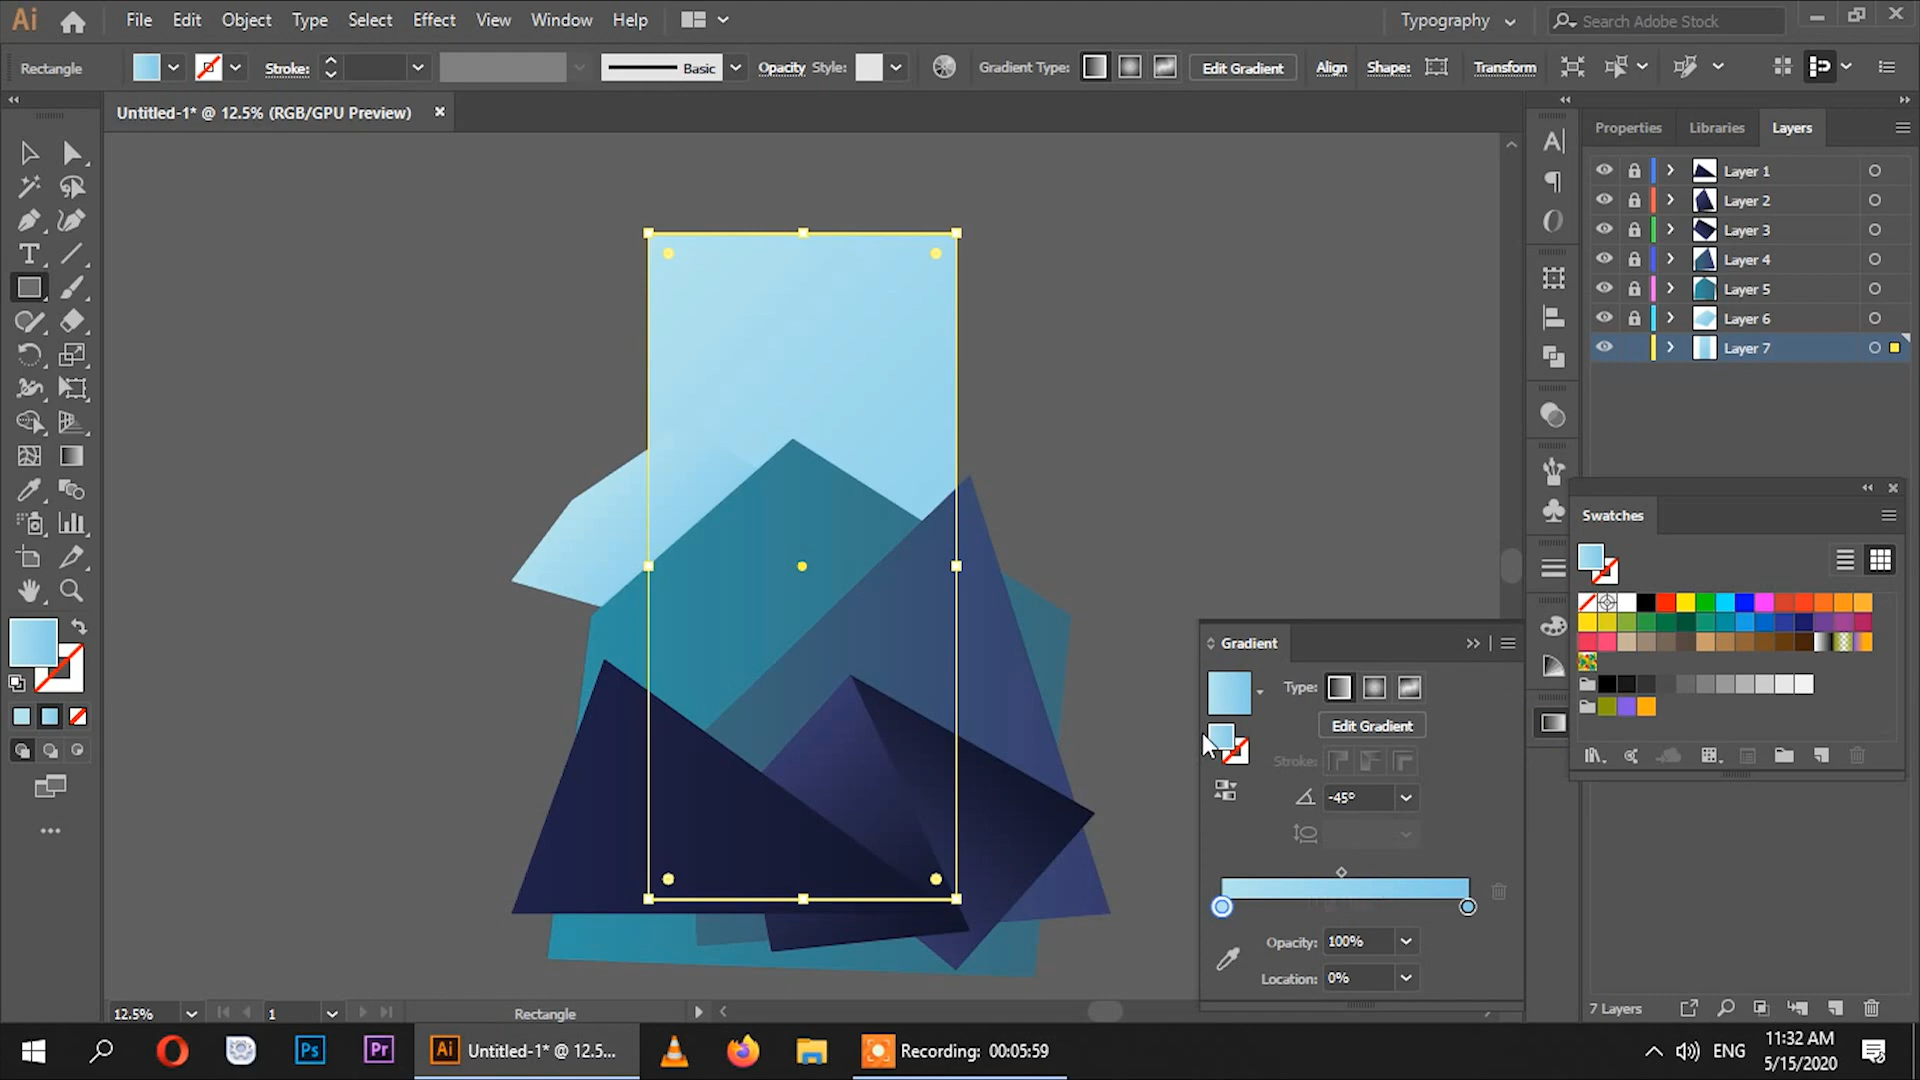 Ai File Edit Object Type Select Effect View Window Help Typography Search Adobe Stock
Rectangle Stroke: Basic Opacity Style: Gradient Type: Edit Gradient Align Shape: Transform
Untitled-1* @ 12.5% (RGB/GPU Preview)
Properties Libraries Layers
Layer 1
Layer 2
Layer 3
Layer 4
Layer 5
Layer 6
Layer 7
Swatches
Gradient
Type:
Edit Gradient
Stroke:
-45°
Opacity: 100%
Location: 0%
12.5% 1 Rectangle
7 Layers
Ps Pr Ai Untitled-1* @ 12.5... Recording: 00:05:59 ENG 11:32 AM
5/15/2020